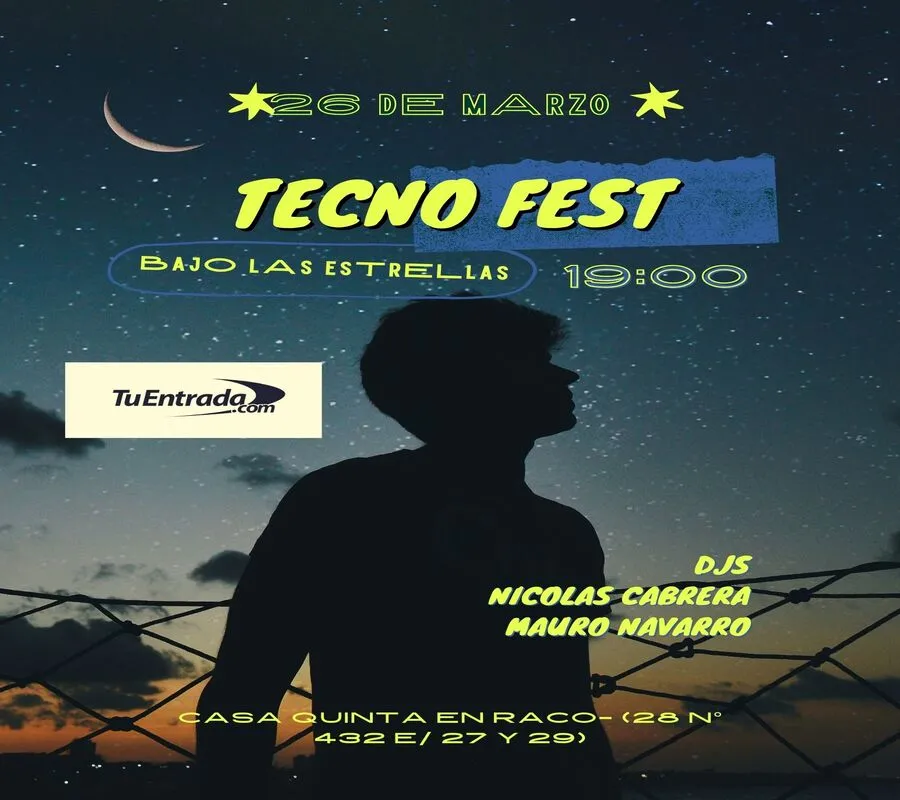 26 DE MARZO
TECNO FEST
BAJO LAS ESTRELLAS
19:00
TuEntrada
.com
DJS
NICOLAS CABRERA
MAURO NAVARRO
CASA QUINTA EN RACO- (28 N°
432 E/ 27 Y 29)